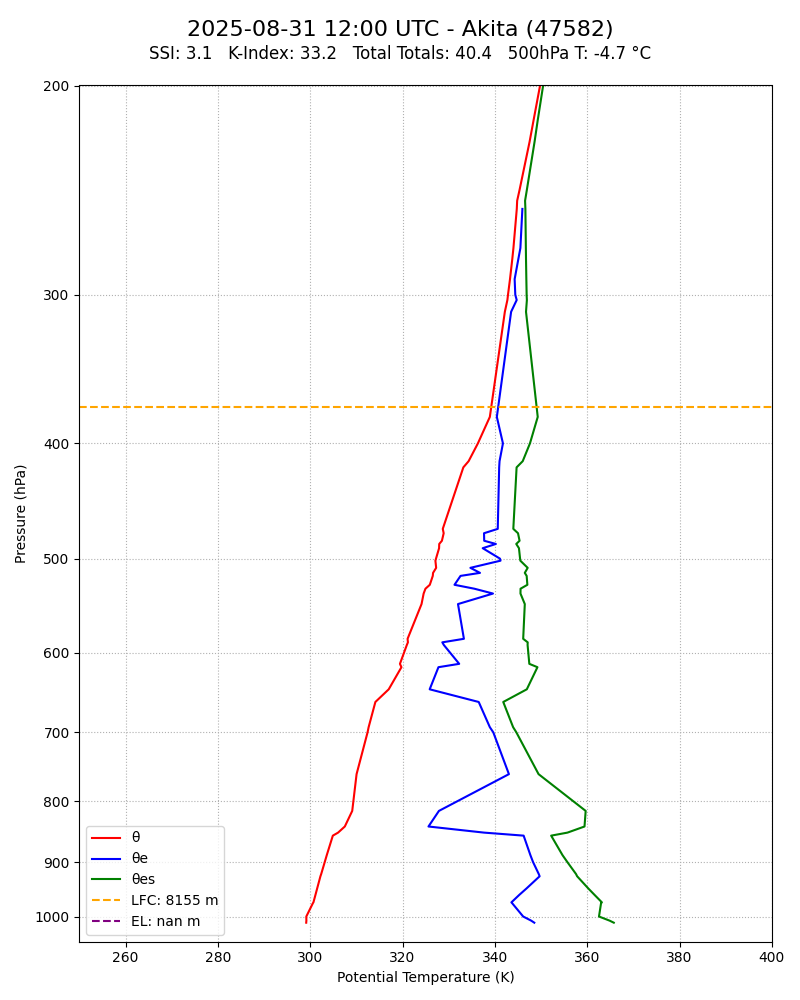 2025-08-31 12:00 UTC - Akita (47582)
SSI: 3.1   K-Index: 33.2   Total Totals: 40.4   500hPa T: -4.7 °C
200
300
400
500
600
700
800
900
1000
Pressure (hPa)
θ
θe
θes
LFC: 8155 m
EL: nan m
260 280 300 320 340 360 380 400
Potential Temperature (K)